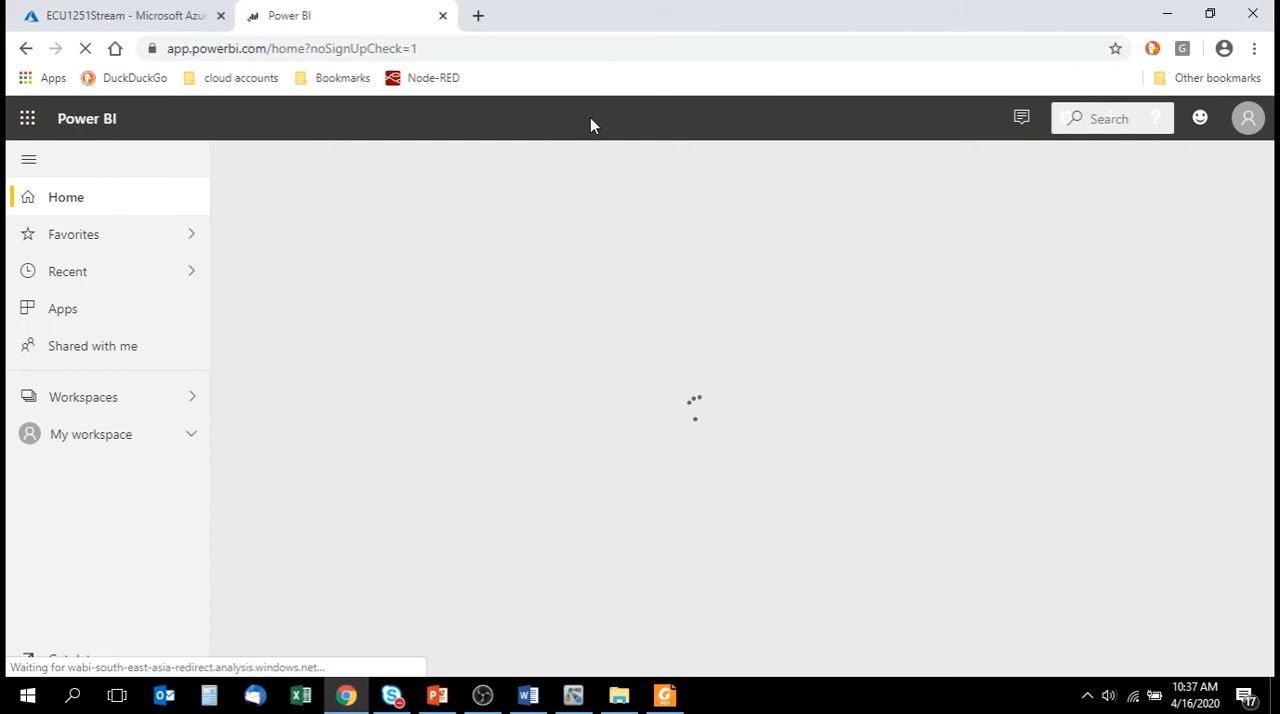 ECU1251Stream - Microsoft Azur
Power BI
app.powerbi.com/home?noSignUpCheck=1
G
Apps
DuckDuckGo
cloud accounts
Bookmarks
Node-RED
Other bookmarks
Power BI
Search
?
Home
Favorites
Recent
Apps
Shared with me
Workspaces
My workspace
Waiting for wabi-south-east-asia-redirect.analysis.windows.net...
10:37 AM
4/16/2020
17